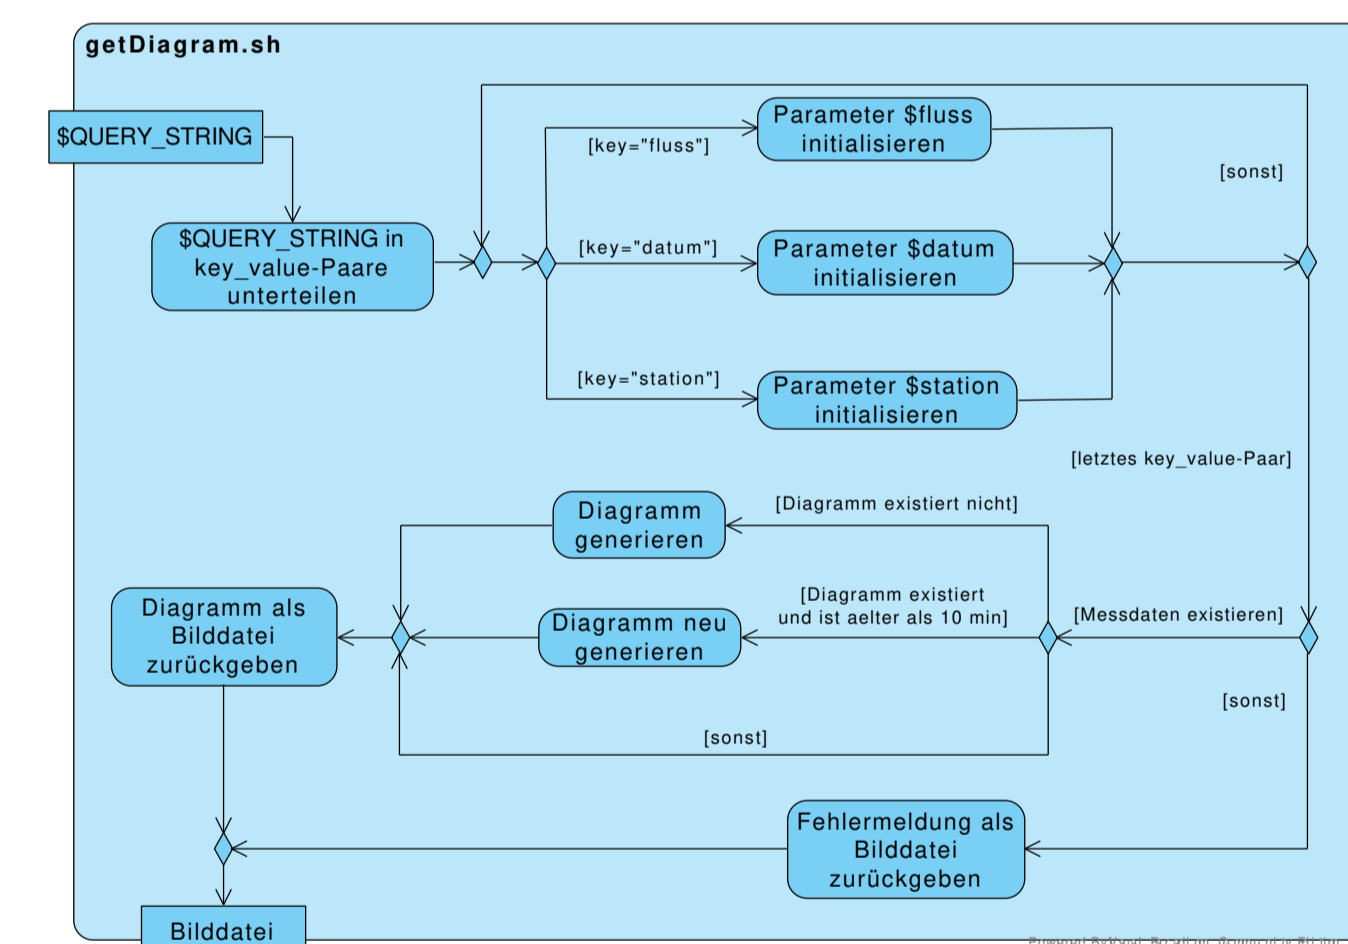 getDiagram.sh
$QUERY_STRING
$QUERY_STRING in
key_value-Paare
unterteilen
[key="fluss"]
Parameter $fluss
initialisieren
[sonst]
[key="datum"]
Parameter $datum
initialisieren
[key="station"]
Parameter $station
initialisieren
[letztes key_value-Paar]
[Diagramm existiert nicht]
Diagramm
generieren
[Messdaten existieren]
[Diagramm existiert
und ist aelter als 10 min]
Diagramm neu
generieren
Diagramm als
Bilddatei
zurückgeben
[sonst]
[sonst]
Fehlermeldung als
Bilddatei
zurückgeben
Bilddatei